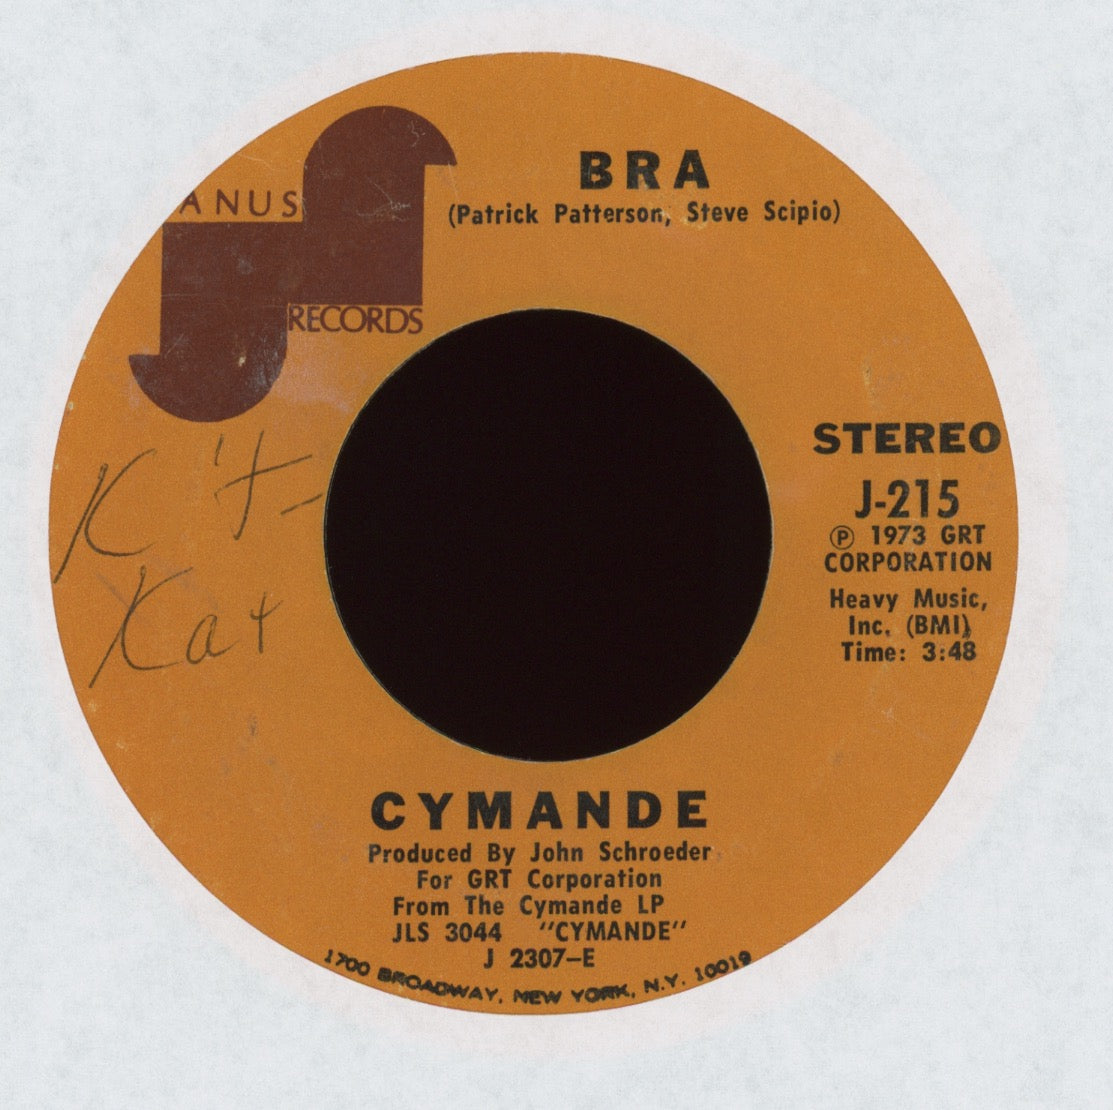 ANUS
RECORDS
BRA
(Patrick Patterson, Steve Scipio)
STEREO
J-215
℗ 1973 GRT
CORPORATION
Heavy Music,
Inc. (BMI)
Time: 3:48
Kat
CYMANDE
Produced By John Schroeder
For GRT Corporation
From The Cymande LP
JLS 3044 "CYMANDE"
J 2307-E
1700 BROADWAY, NEW YORK, N.Y. 10019